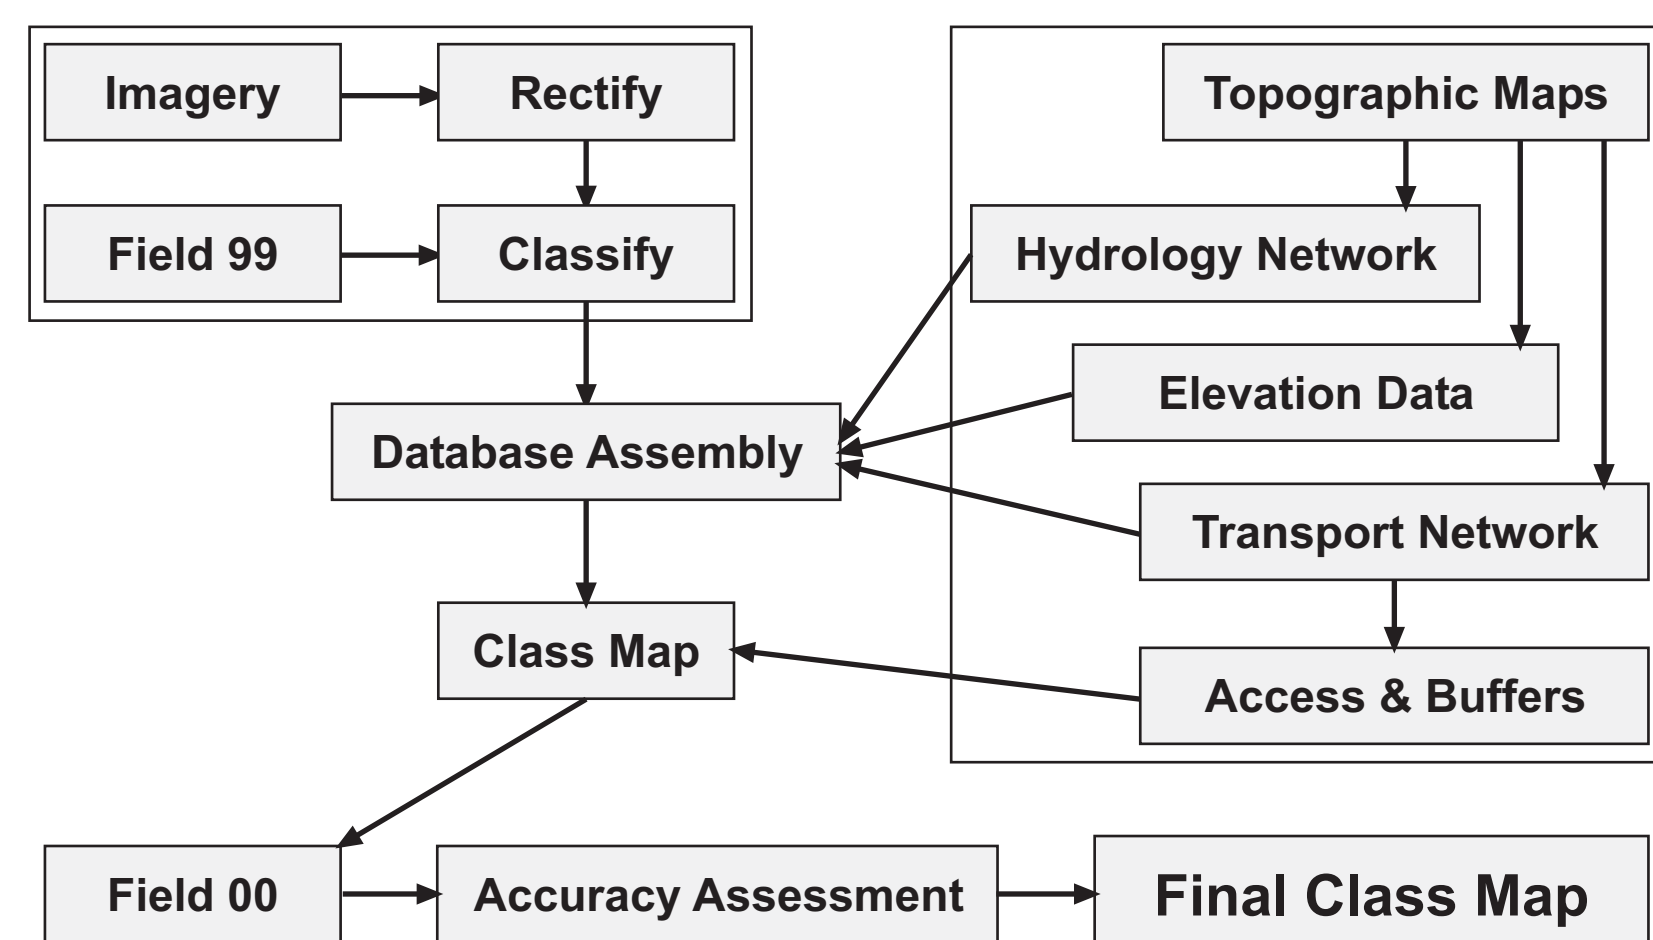 Imagery
Rectify
Topographic Maps
Field 99
Classify
Hydrology Network
Elevation Data
Database Assembly
Transport Network
Class Map
Access & Buffers
Field 00
Accuracy Assessment
Final Class Map